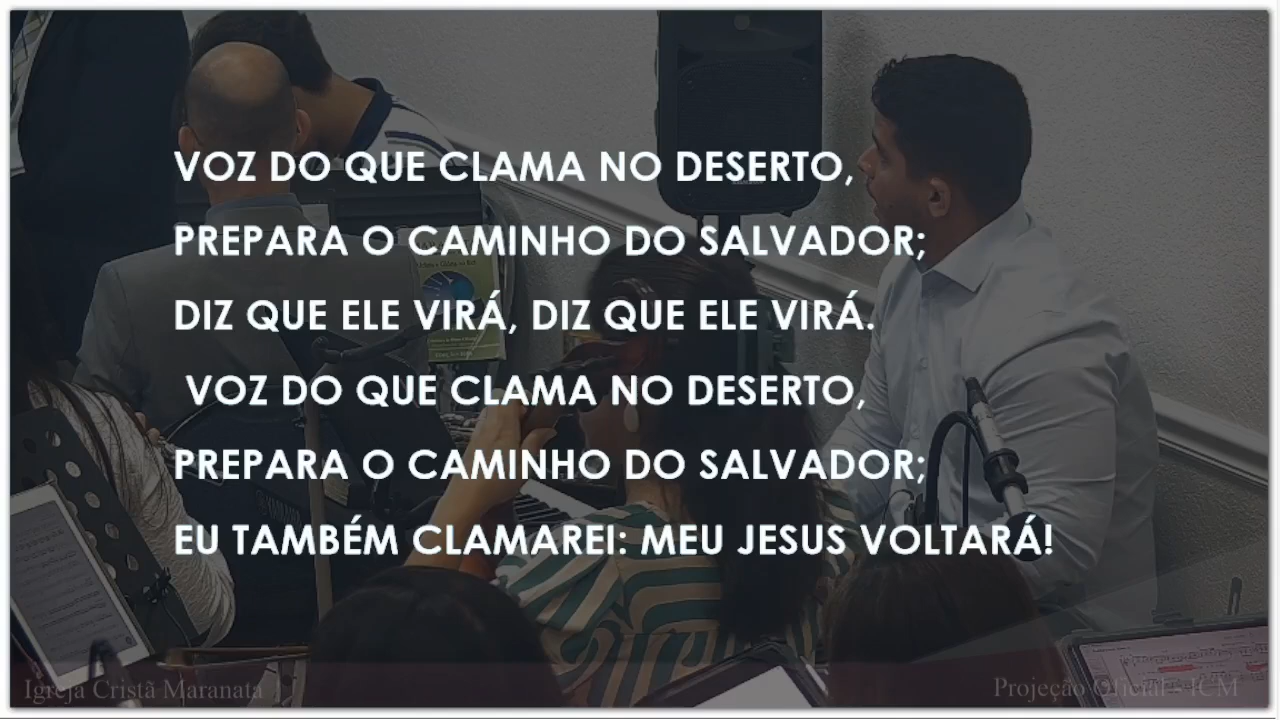 VOZ DO QUE CLAMA NO DESERTO,
PREPARA O CAMINHO DO SALVADOR;
DIZ QUE ELE VIRÁ, DIZ QUE ELE VIRÁ.
VOZ DO QUE CLAMA NO DESERTO,
PREPARA O CAMINHO DO SALVADOR;
EU TAMBÉM CLAMAREI: MEU JESUS VOLTARÁ!
Igreja Cristã Maranata
Projeção Oficial - ICM